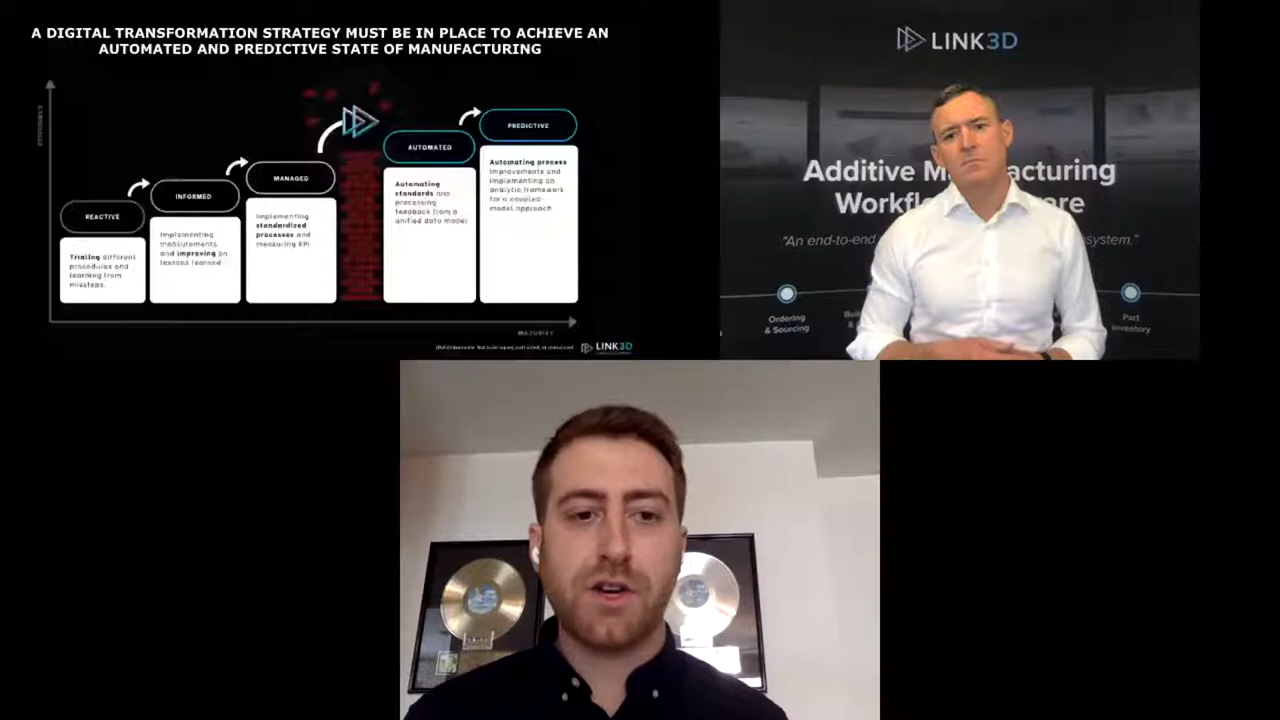 A DIGITAL TRANSFORMATION STRATEGY MUST BE IN PLACE TO ACHIEVE AN
AUTOMATED AND PREDICTIVE STATE OF MANUFACTURING
REACTIVE
Trialing different
procedures and
learning from
missteps.
INFORMED
Implementing
measurements
and improving on
lessons learned
MANAGED
Implementing
standardized
processes and
measuring KPI
AUTOMATED
Automating
standards and
processing
feedback from a
unified data model
PREDICTIVE
Automating process
improvements and
implementing an
analytic framework
for a coupled-
model approach
LINK3D
LINK3D
Additive
"An end-to-end
system."
Ordering
& Sourcing
Part
Inventory